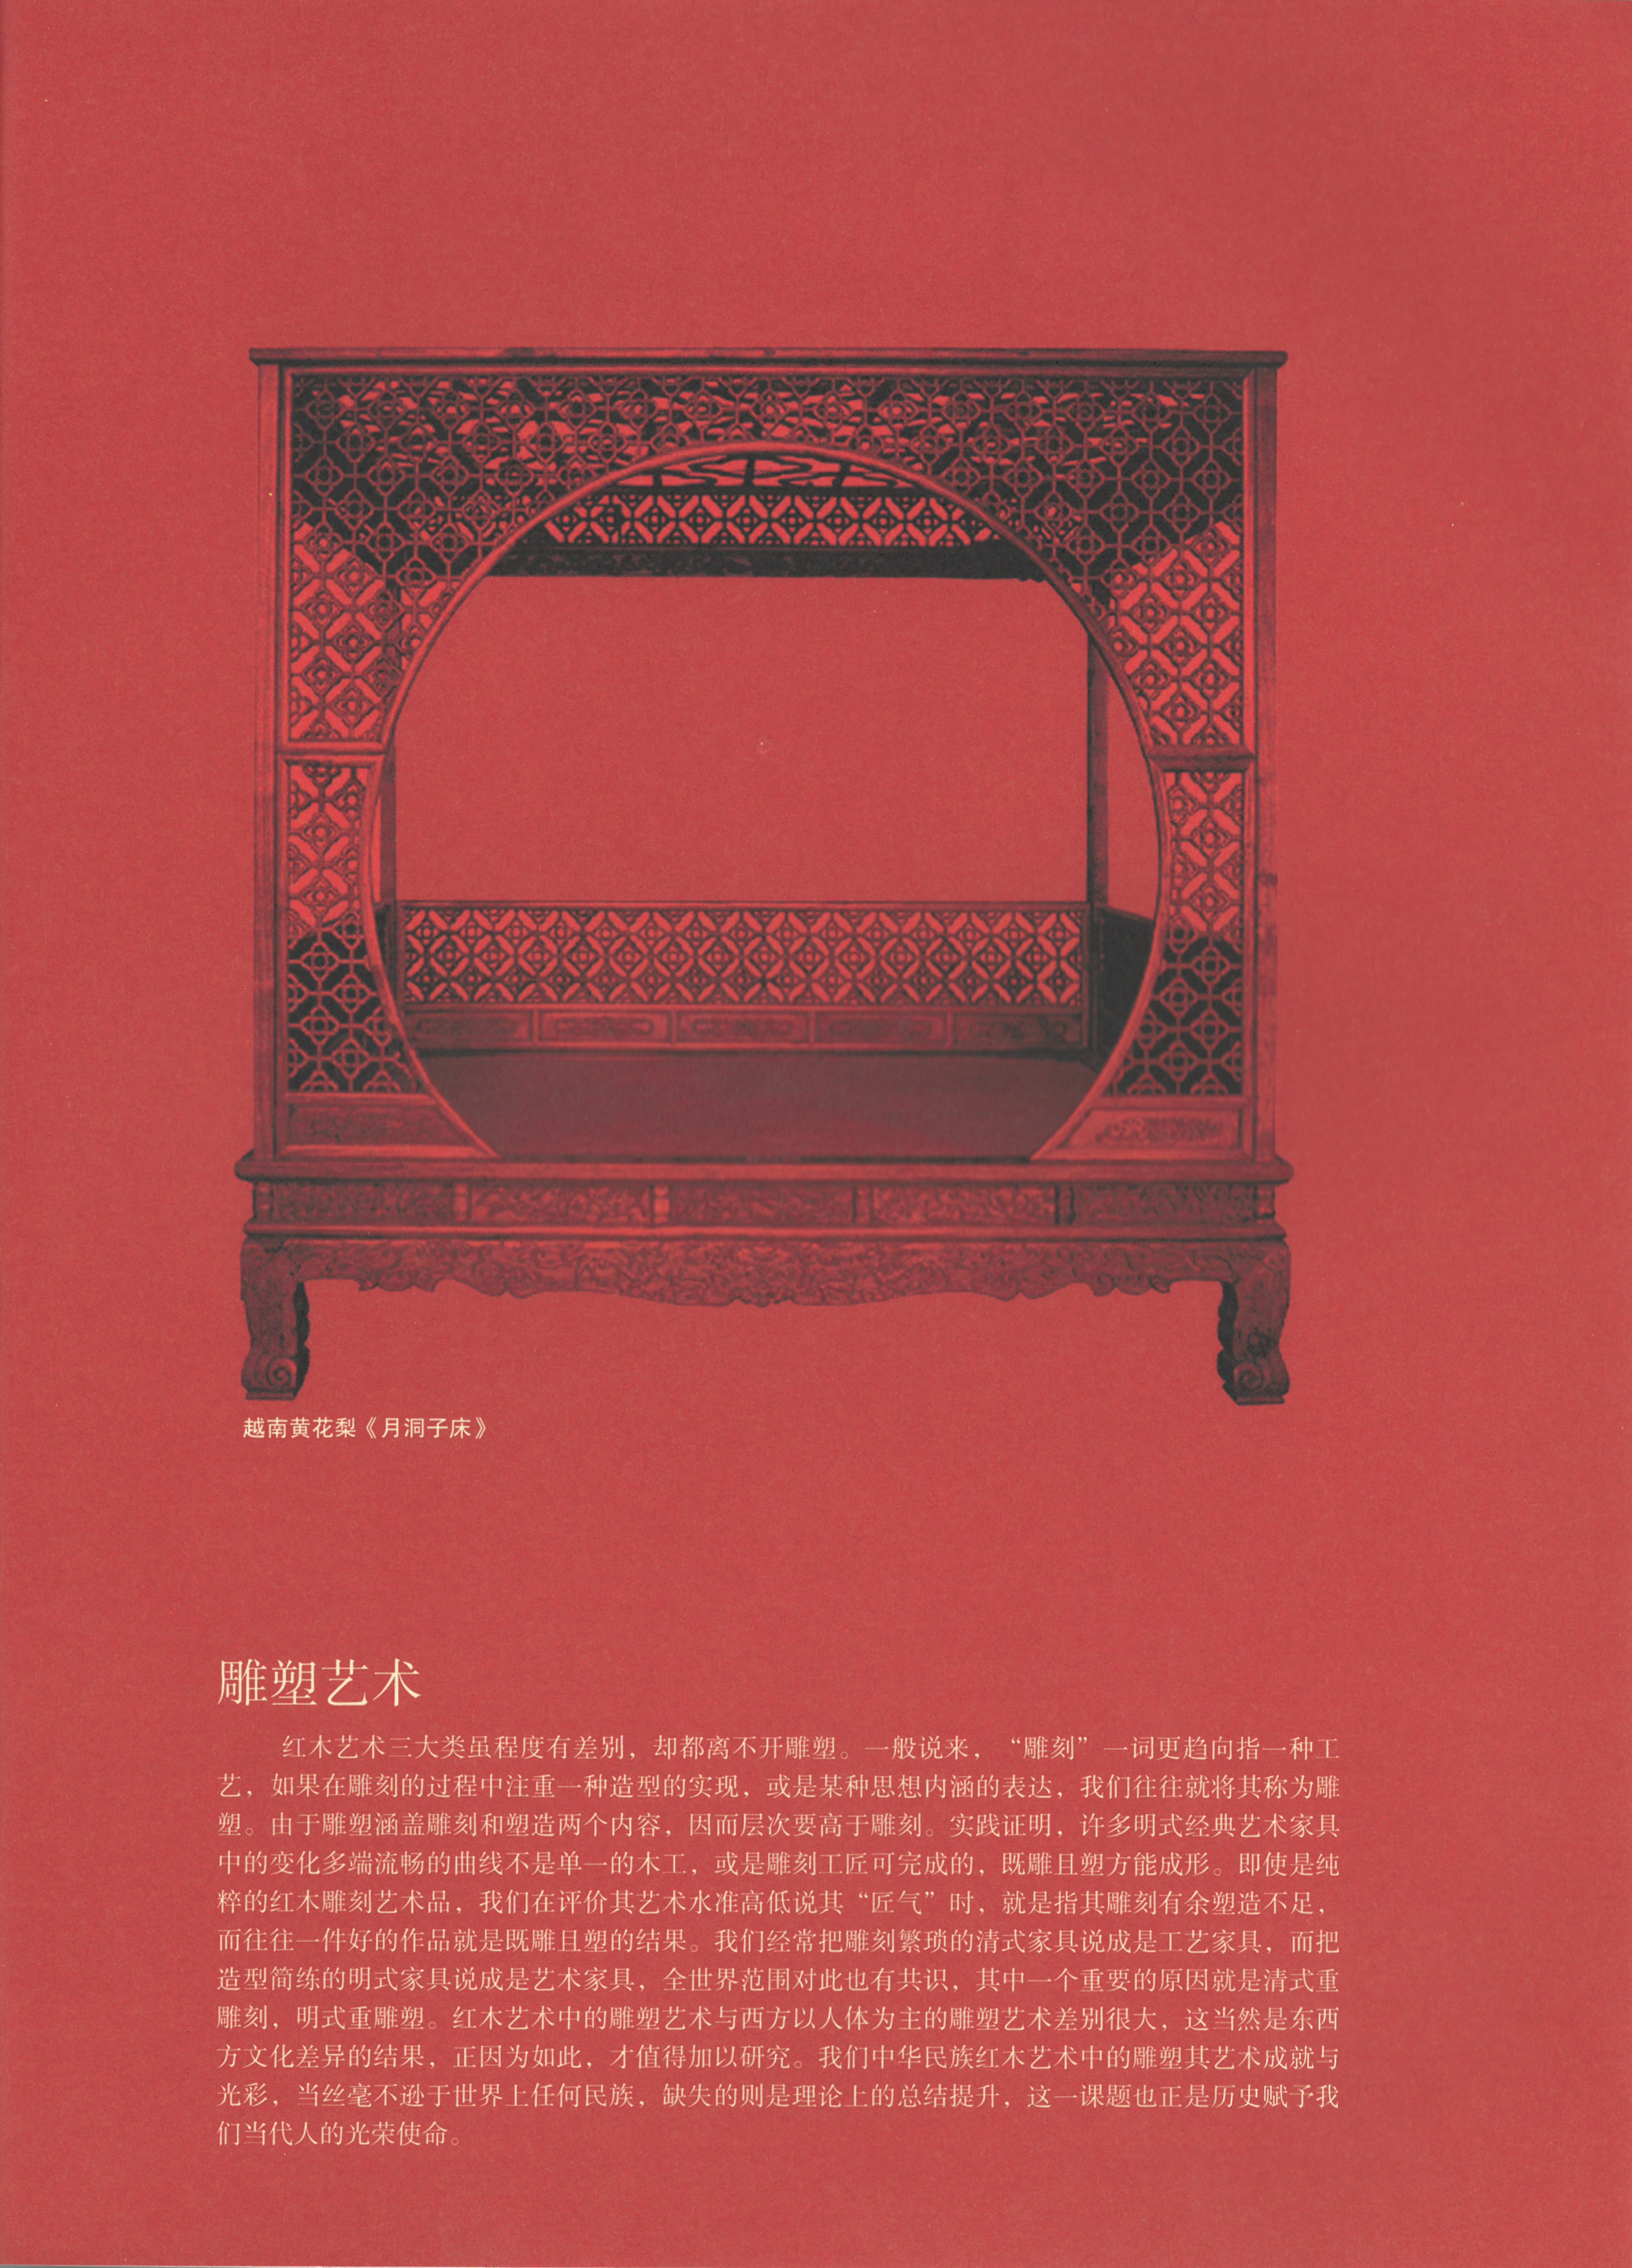 越南黄花梨《月洞子床》
雕塑艺术
红木艺术三大类虽程度有差别，却都离不开雕塑。一般说来，“雕刻”一词更趋向指一种工
艺，如果在雕刻的过程中注重一种造型的实现，或是某种思想内涵的表达，我们往往就将其称为雕
塑。由于雕塑涵盖雕刻和塑造两个内容，因而层次要高于雕刻。实践证明，许多明式经典艺术家具
中的变化多端流畅的曲线不是单一的木工，或是雕刻工匠可完成的，既雕且塑方能成形。即使是纯
粹的红木雕刻艺术品，我们在评价其艺术水准高低说其“匠气”时，就是指其雕刻有余塑造不足，
而往往一件好的作品就是既雕且塑的结果。我们经常把雕刻繁琐的清式家具说成是工艺家具，而把
造型简练的明式家具说成是艺术家具，全世界范围对此也有共识，其中一个重要的原因就是清式重
雕刻，明式重雕塑。红木艺术中的雕塑艺术与西方以人体为主的雕塑艺术差别很大，这当然是东西
方文化差异的结果，正因为如此，才值得加以研究。我们中华民族红木艺术中的雕塑其艺术成就与
光彩，当丝毫不逊于世界上任何民族，缺失的则是理论上的总结提升，这一课题也正是历史赋予我
们当代人的光荣使命。